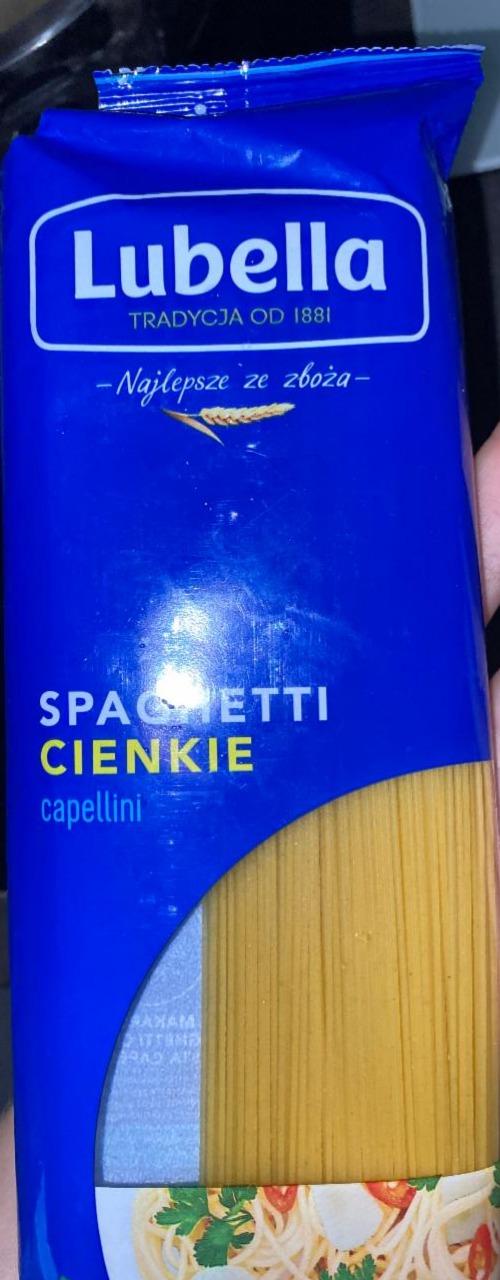 Lubella
TRADYCJA OD 1881
–Najlepsze ze zboża–
SPAGHETTI
CIENKIE
capellini